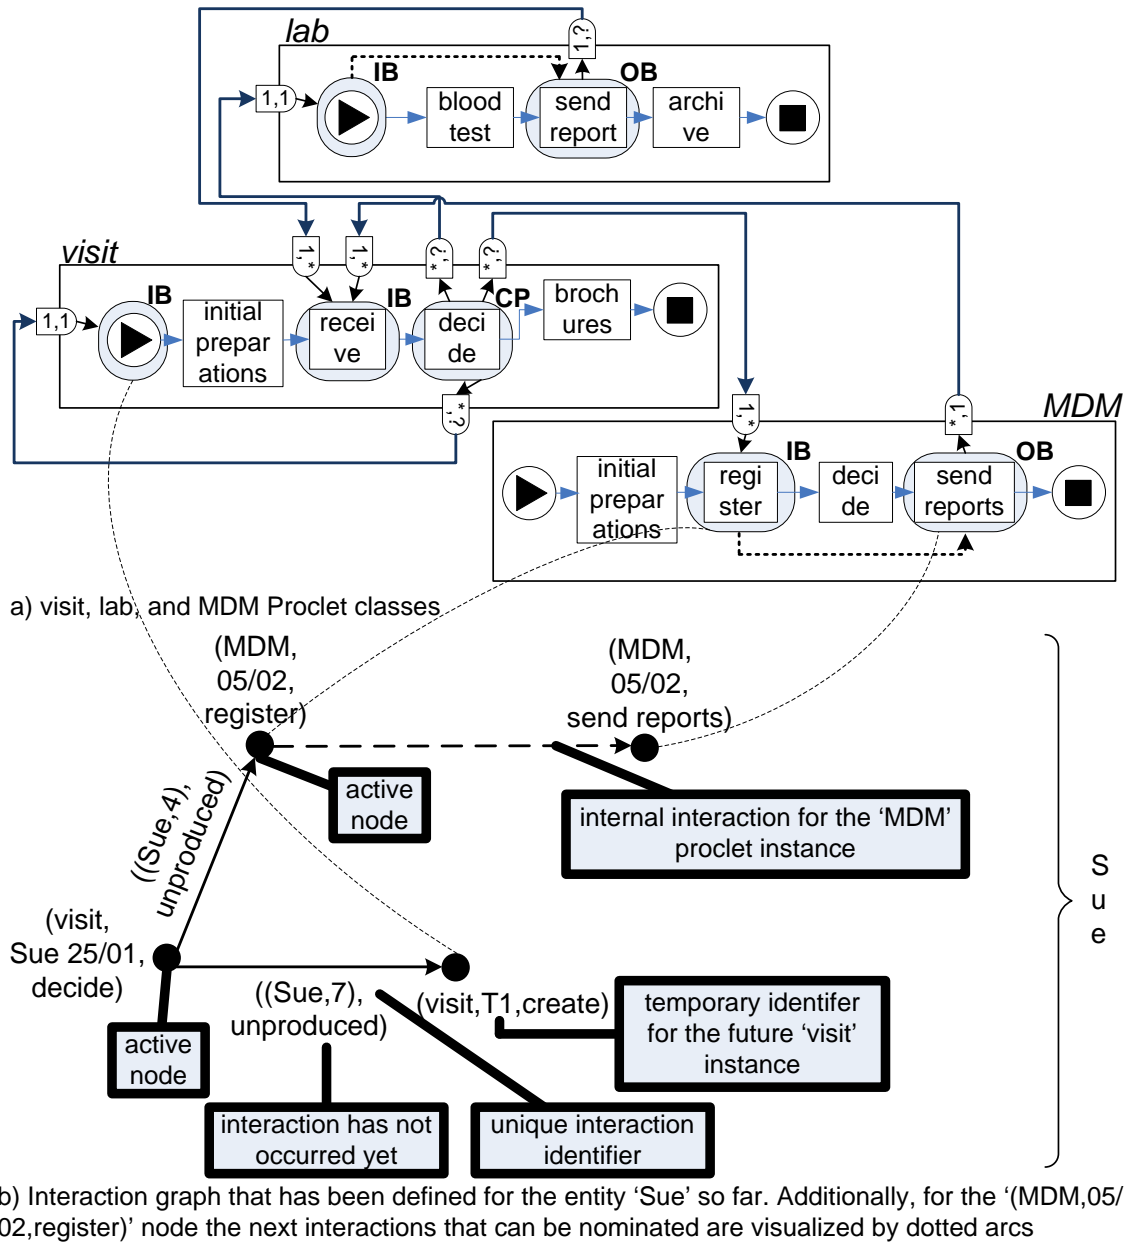 lab
1,?
IB
OB
1,1
blood
test
send
report
archi
ve
visit
1,*
1,*
?,*
?,*
IB
IB
CP
1,1
initial
prepar
ations
recei
ve
deci
de
broch
ures
*,?
1,*
1,*
MDM
IB
OB
initial
prepar
ations
regi
ster
deci
de
send
reports
a) visit, lab, and MDM Proclet classes
(MDM,
05/02,
register)
(MDM,
05/02,
send reports)
active
node
internal interaction for the ‘MDM’
proclet instance
((Sue,4),
unproduced)
S
u
e
(visit,
Sue 25/01,
decide)
((Sue,7),
unproduced)
(visit,T1,create)
temporary identifer
for the future ‘visit’
instance
active
node
interaction has not
occurred yet
unique interaction
identifier
b) Interaction graph that has been defined for the entity ‘Sue’ so far. Additionally, for the ‘(MDM,05/
02,register)’ node the next interactions that can be nominated are visualized by dotted arcs